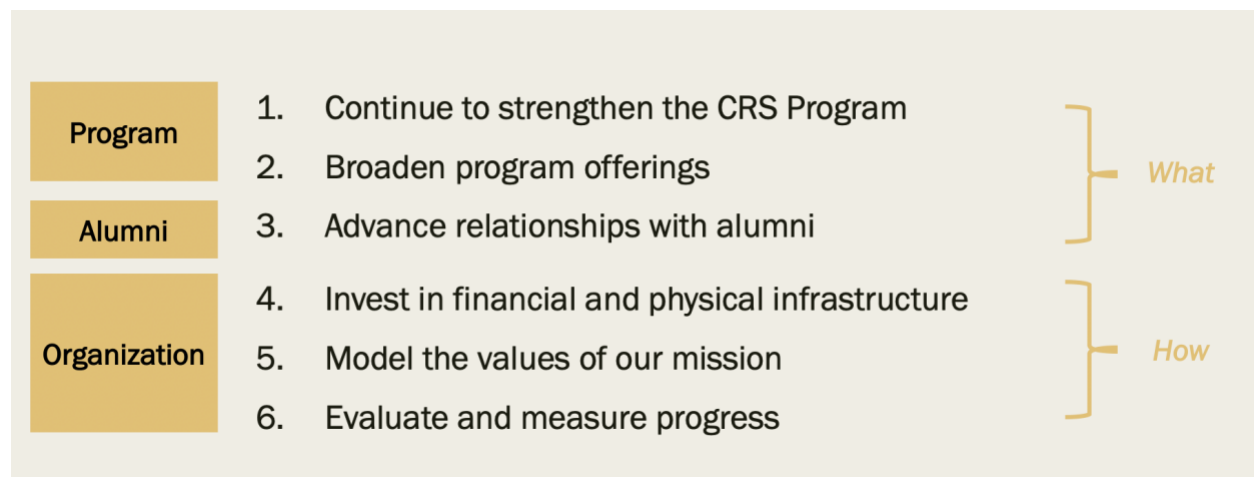 Program
1. Continue to strengthen the CRS Program
2. Broaden program offerings
What
Alumni
3. Advance relationships with alumni
Organization
4. Invest in financial and physical infrastructure
5. Model the values of our mission
6. Evaluate and measure progress
How